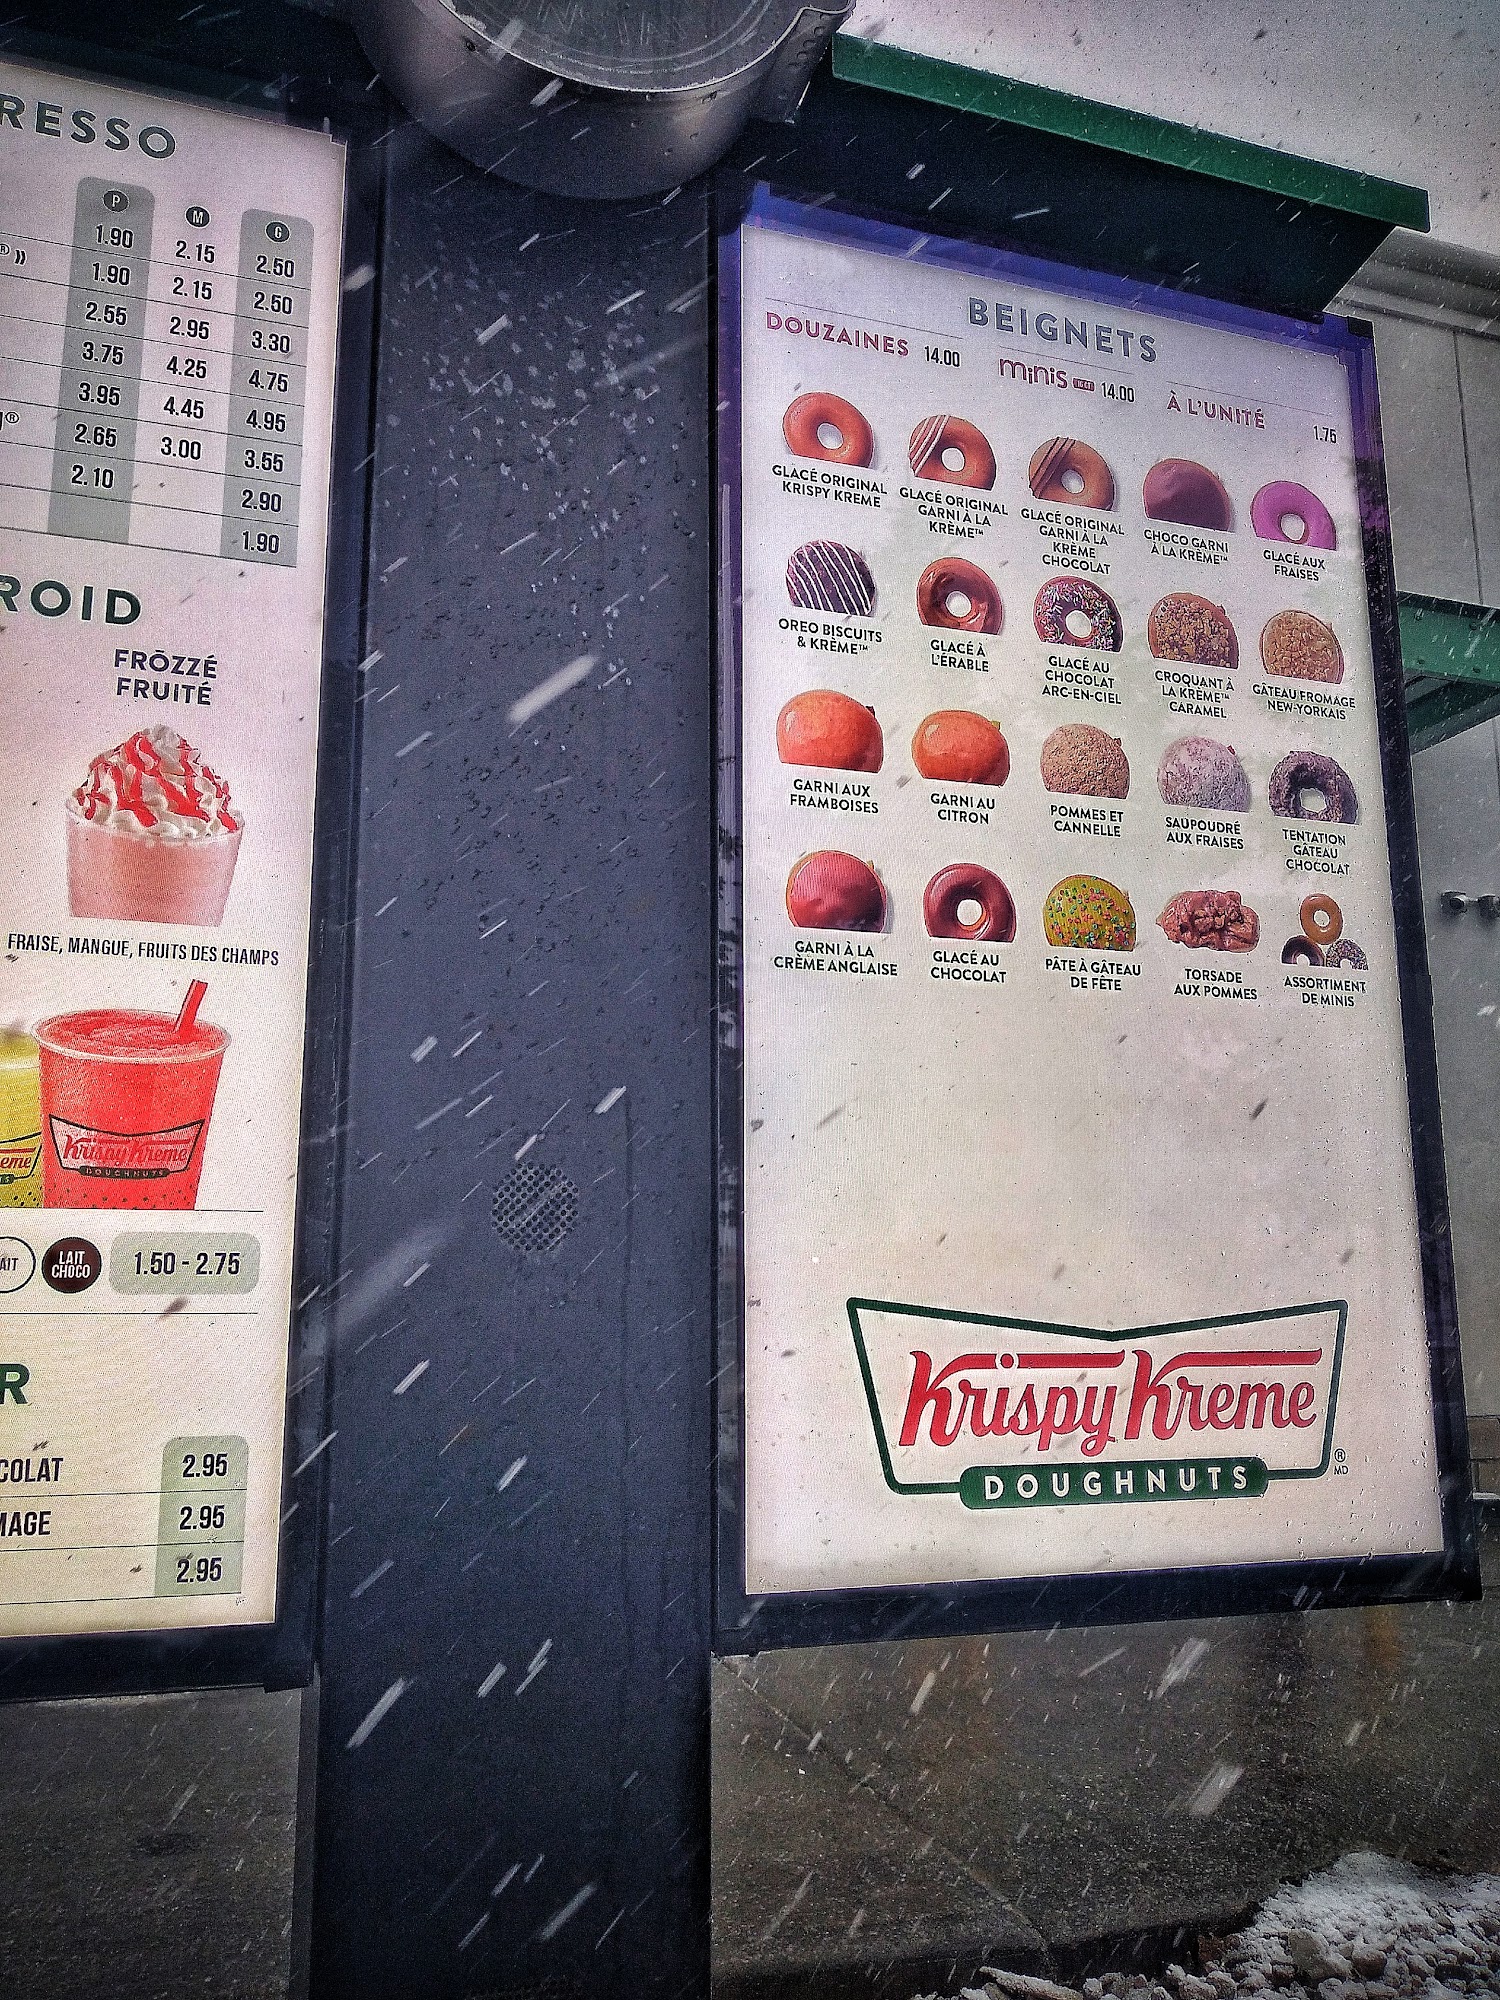 RESSO
P M G
® »
1.90 2.15 2.50
1.90 2.15 2.50
2.55 2.95 3.30
3.75 4.25 4.75
3.95 4.45 4.95
®
2.65 3.00 3.55
2.10 2.90
1.90
ROID
FRŌZZÉ
FRUITÉ
FRAISE, MANGUE, FRUITS DES CHAMPS
eme
Krispy Kreme
DOUGHNUTS
AIT
LAIT
CHOCO
1.50 - 2.75
R
COLAT 2.95
MAGE 2.95
2.95
BEIGNETS
DOUZAINES 14.00
minis 14.00
À L'UNITÉ 1.75
GLACÉ ORIGINAL
KRISPY KREME
GLACÉ ORIGINAL
GARNI À LA
KRÈME™
GLACÉ ORIGINAL
GARNI À LA
KRÈME
CHOCOLAT
CHOCO GARNI
À LA KRÈME™
GLACÉ AUX
FRAISES
OREO BISCUITS
& KRÈME™
GLACÉ À
L'ÉRABLE
GLACÉ AU
CHOCOLAT
ARC-EN-CIEL
CROQUANT À
LA KRÈME™
CARAMEL
GÂTEAU FROMAGE
NEW-YORKAIS
GARNI AUX
FRAMBOISES
GARNI AU
CITRON
POMMES ET
CANNELLE
SAUPOUDRÉ
AUX FRAISES
TENTATION
GÂTEAU
CHOCOLAT
GARNI À LA
CRÈME ANGLAISE
GLACÉ AU
CHOCOLAT
PÂTE À GÂTEAU
DE FÊTE
TORSADE
AUX POMMES
ASSORTIMENT
DE MINIS
Krispy Kreme
DOUGHNUTS
®
MD